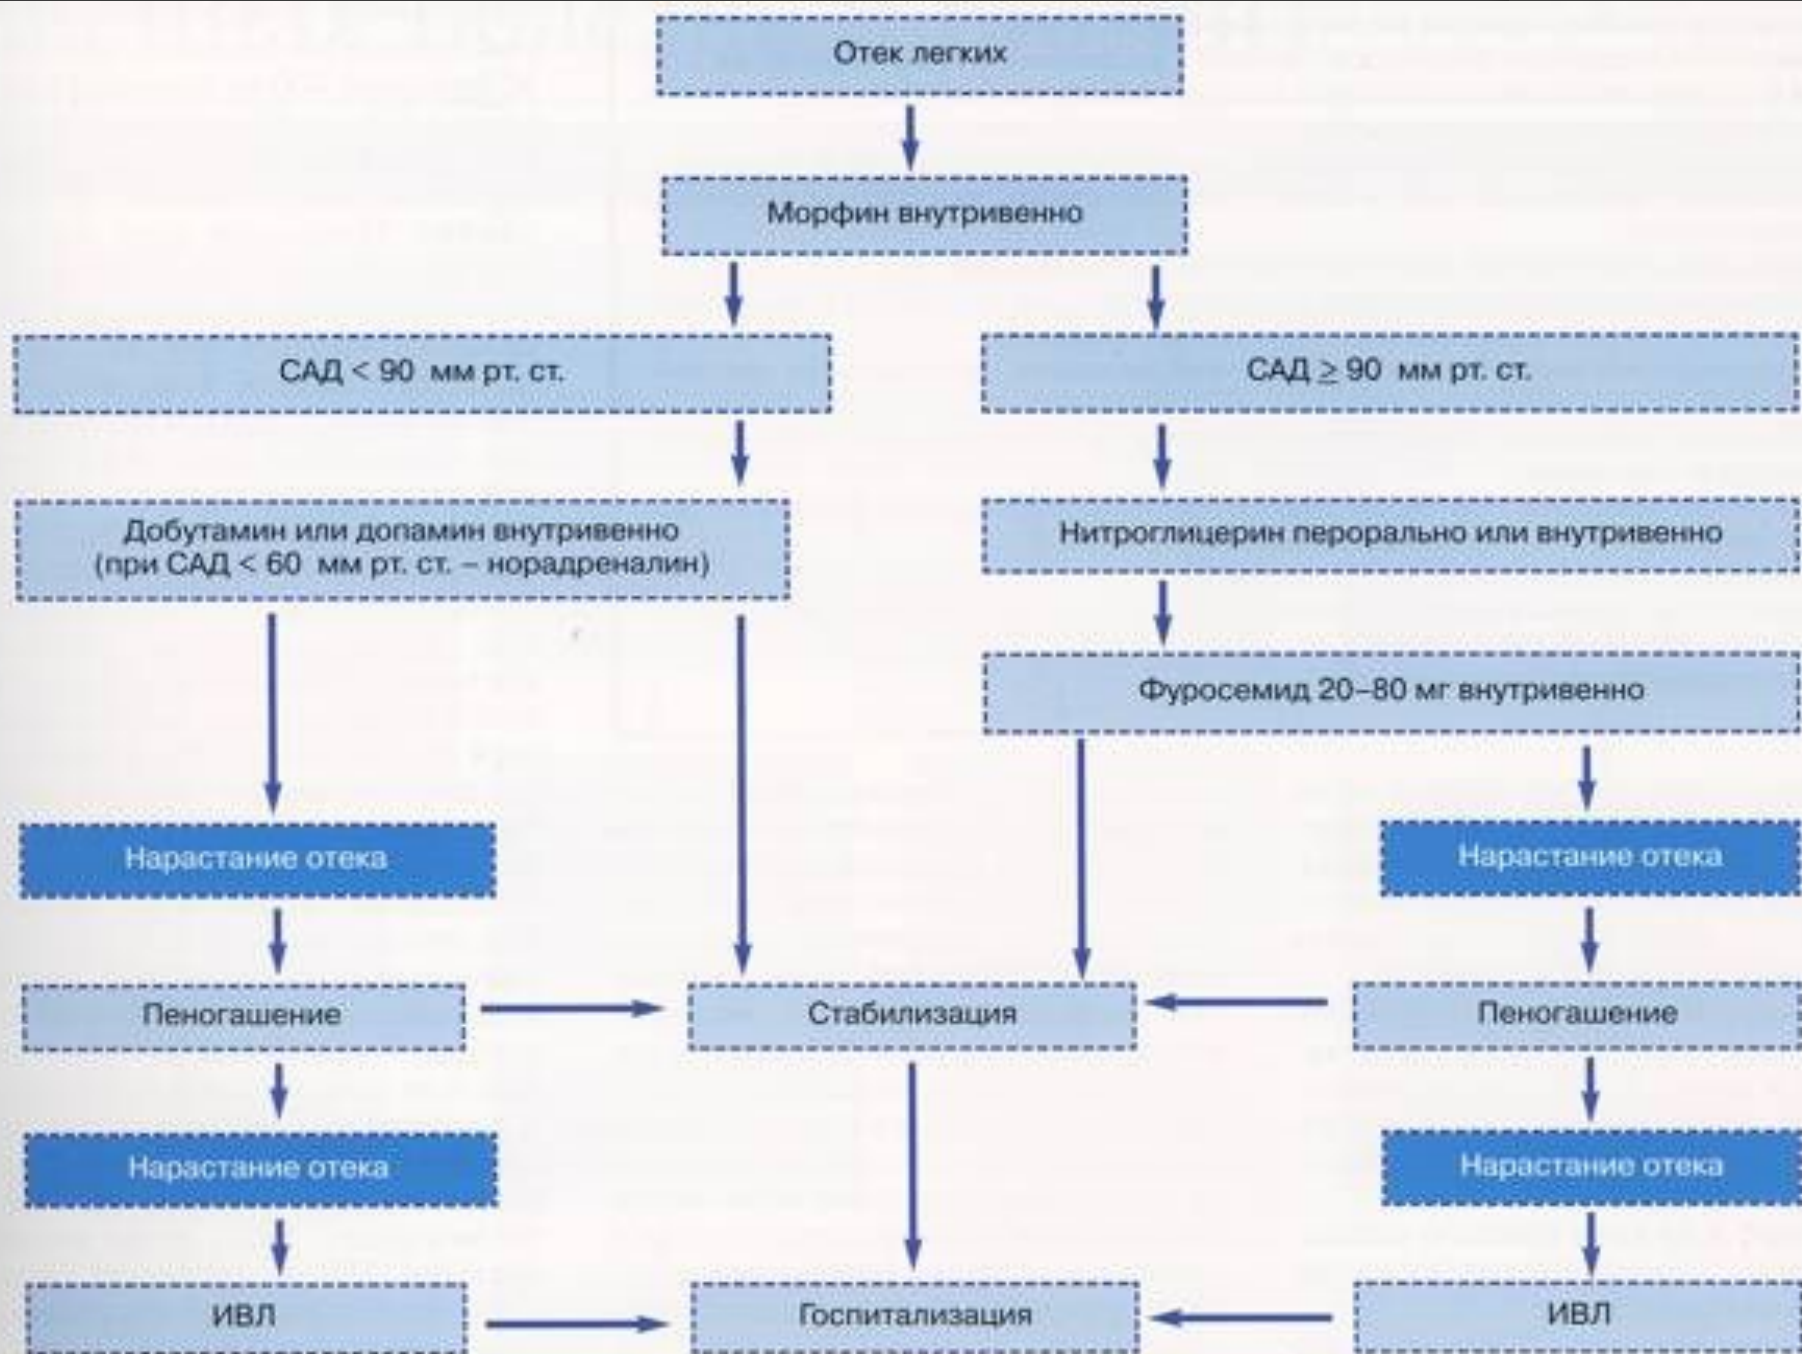 Отек легких
Морфин внутривенно
САД < 90 мм рт. ст.
САД ≥ 90 мм рт. ст.
Добутамин или допамин внутривенно
(при САД < 60 мм рт. ст. – норадреналин)
Нитроглицерин перорально или внутривенно
Фуросемид 20–80 мг внутривенно
Нарастание отека
Нарастание отека
Пеногашение
Стабилизация
Пеногашение
Нарастание отека
Нарастание отека
ИВЛ
Госпитализация
ИВЛ